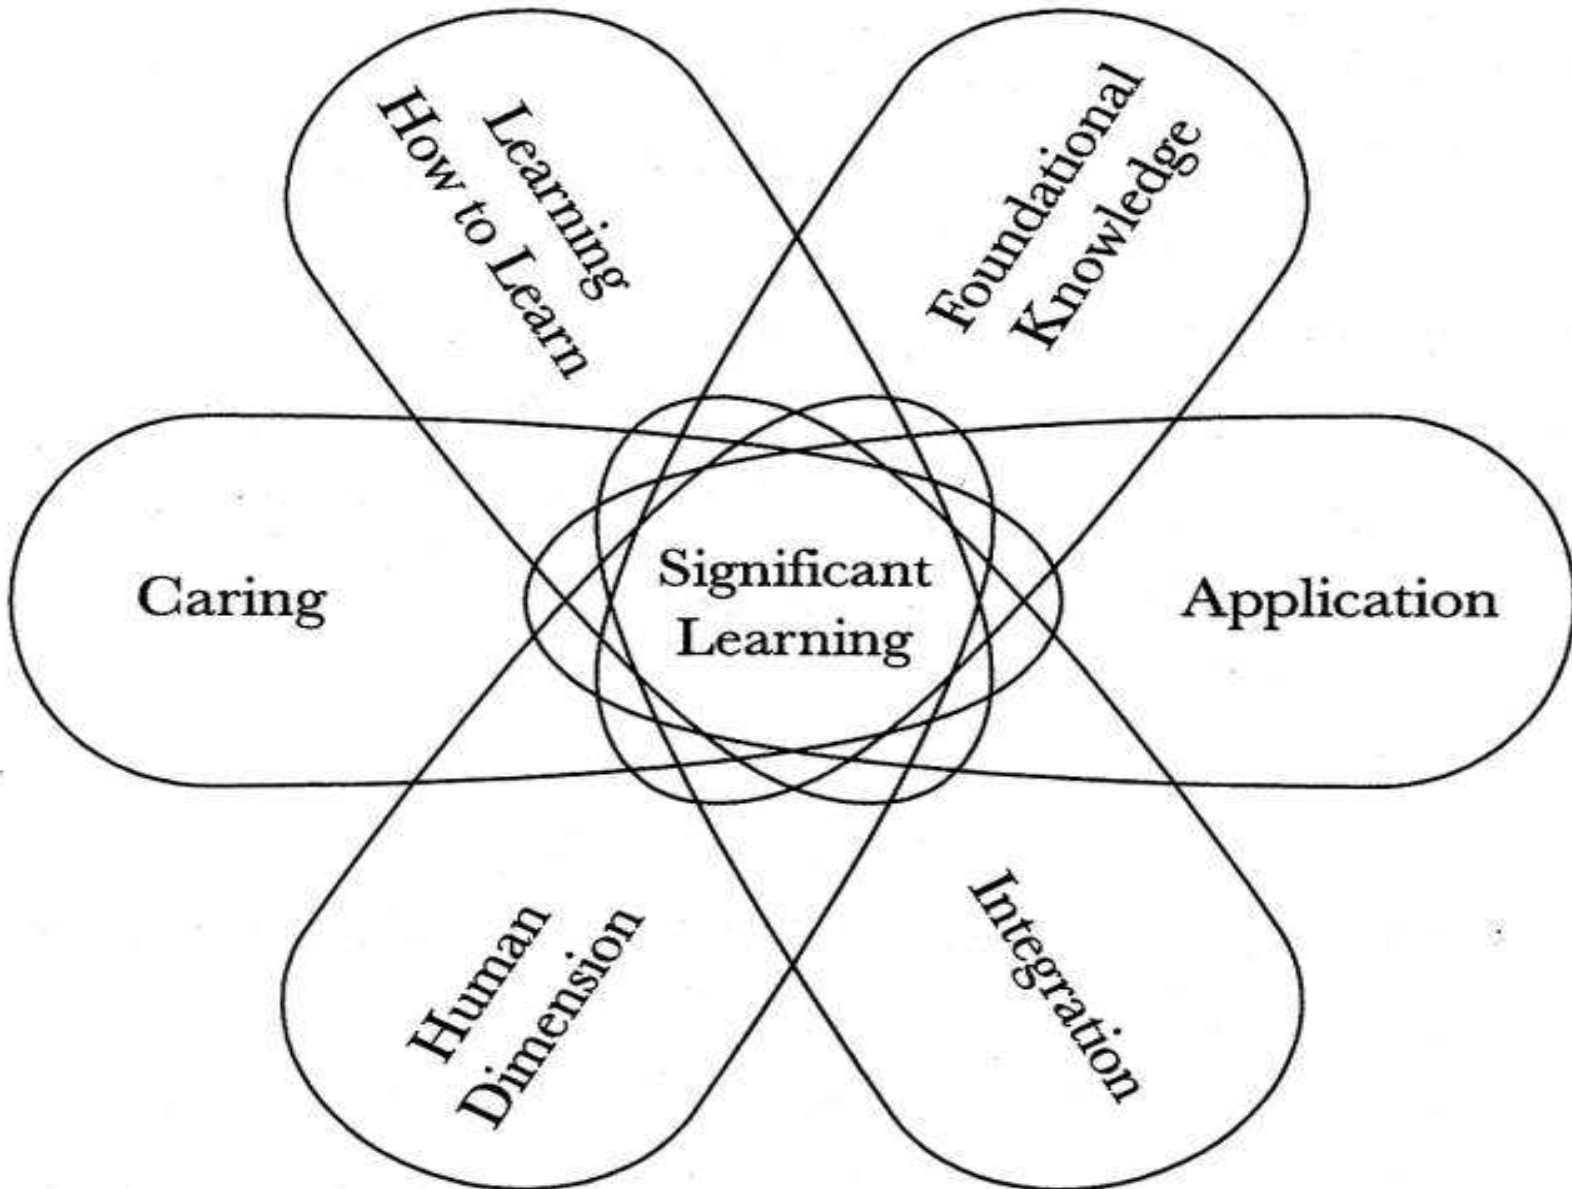 Learning
How to Learn
Foundational
Knowledge
Caring
Significant
Learning
Application
Human
Dimension
Integration